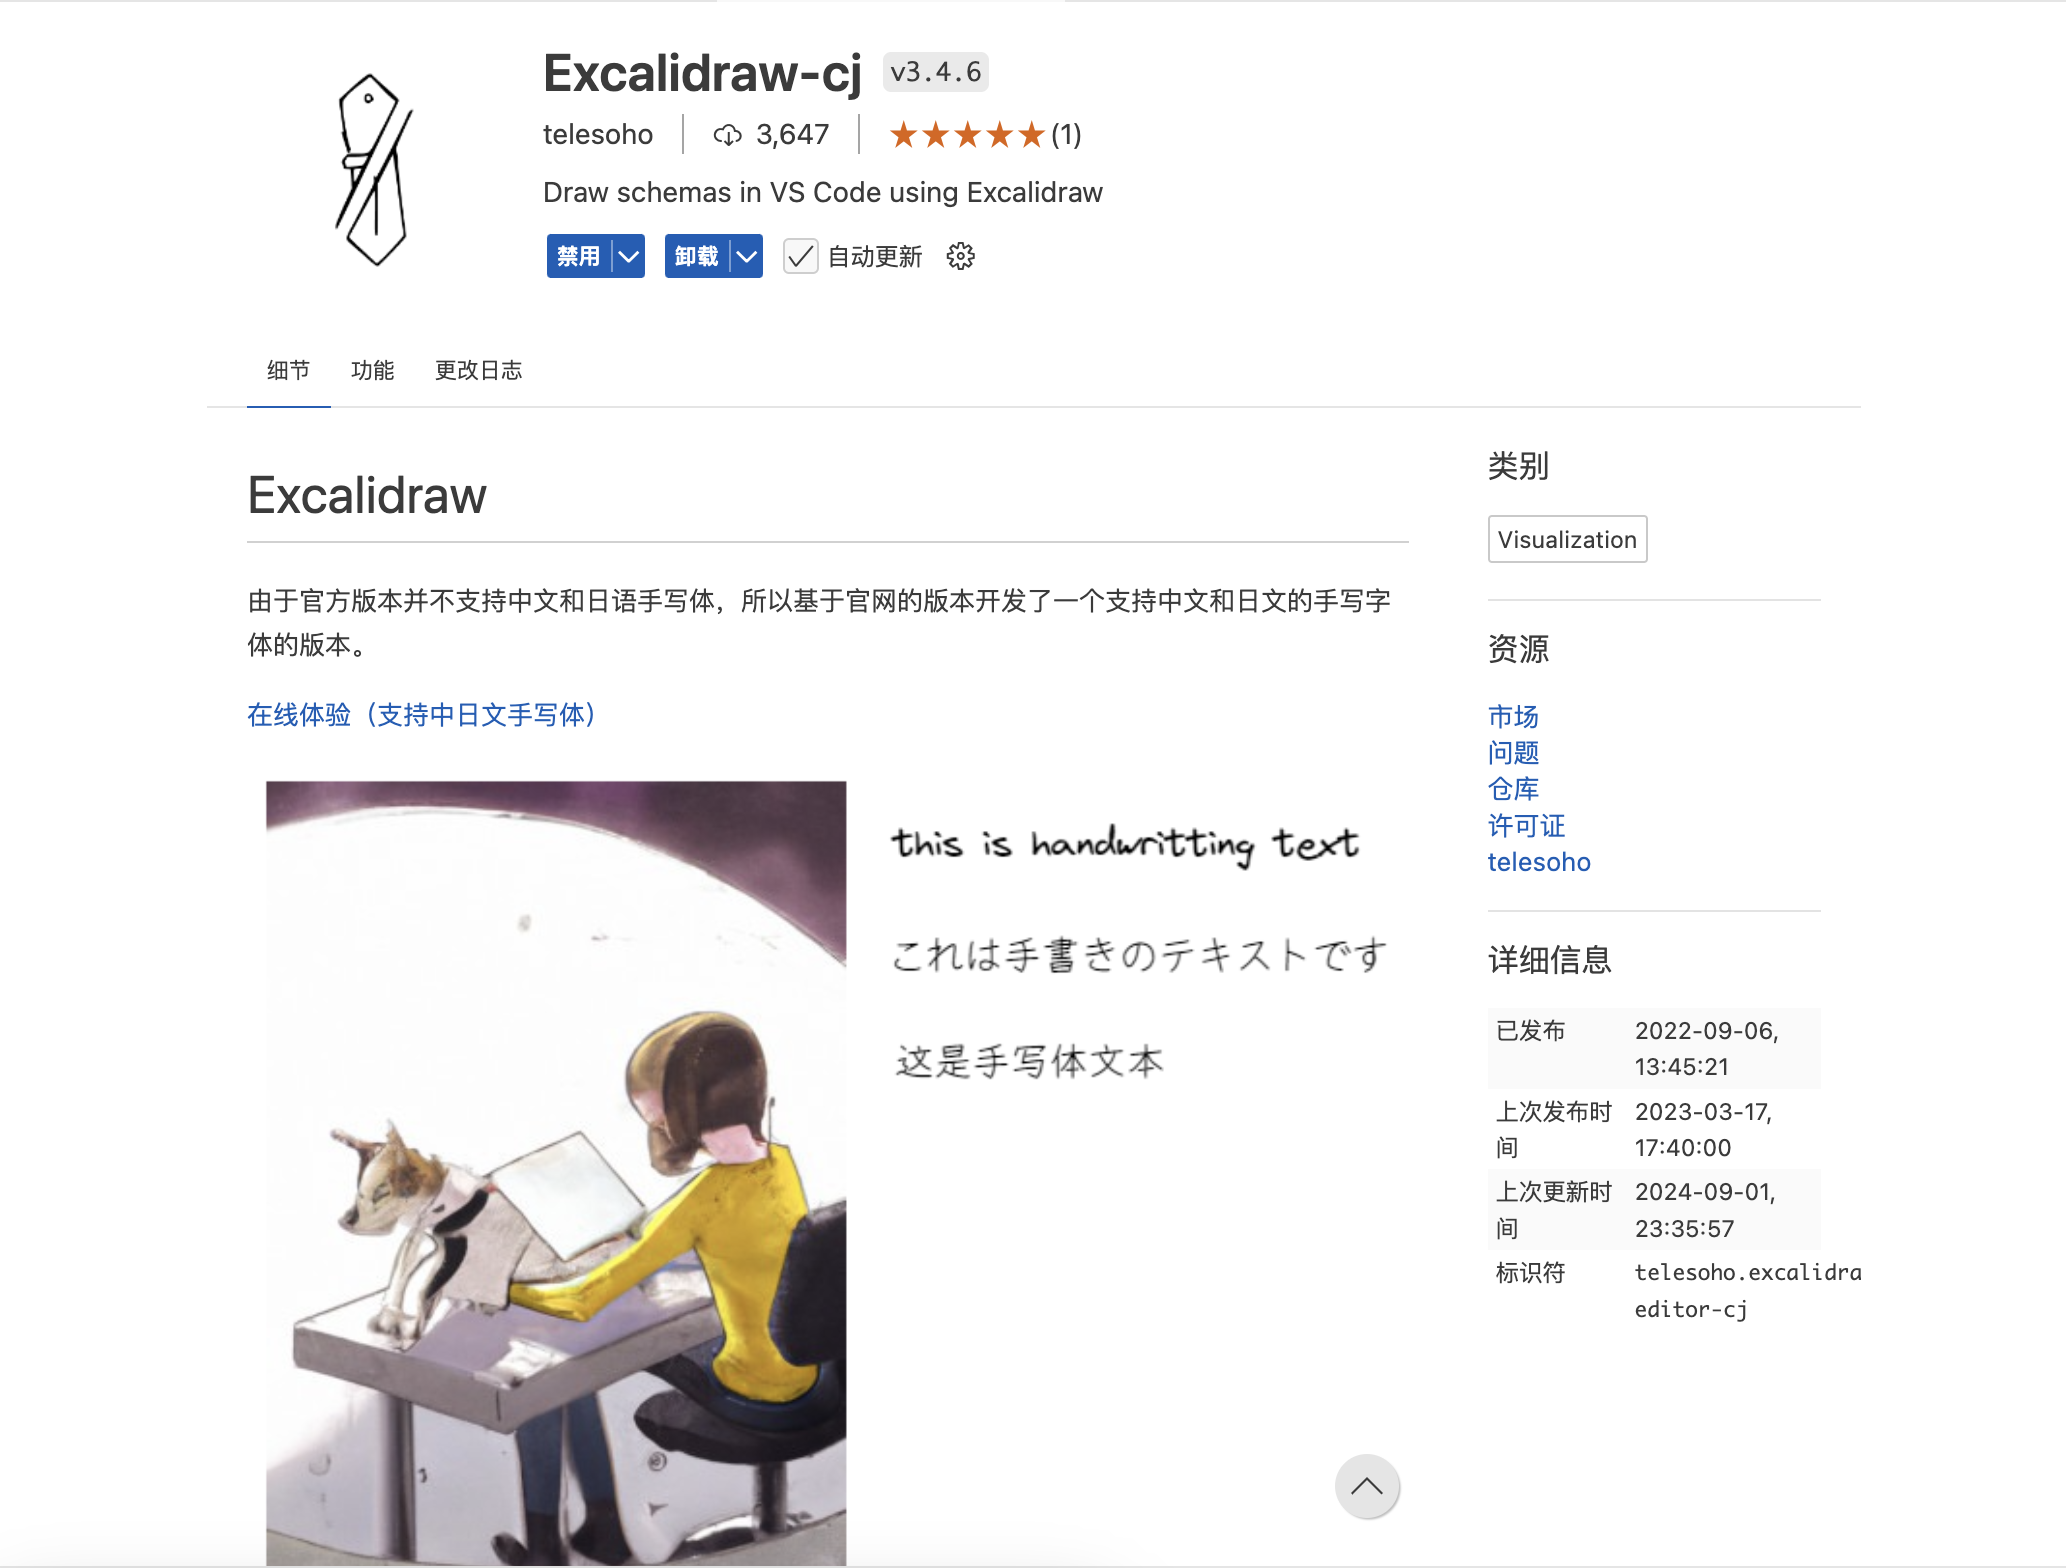 Excalidraw-cj v3.4.6
telesoho 3,647 ★★★★★(1)
Draw schemas in VS Code using Excalidraw
禁用 卸载 自动更新
细节 功能 更改日志
Excalidraw
由于官方版本并不支持中文和日语手写体，所以基于官网的版本开发了一个支持中文和日文的手写字
体的版本。
在线体验（支持中日文手写体）
this is handwritting text
これは手書きのテキストです
这是手写体文本
类别
Visualization
资源
市场
问题
仓库
许可证
telesoho
详细信息
已发布 2022-09-06,
13:45:21
上次发布时 2023-03-17,
间 17:40:00
上次更新时 2024-09-01,
间 23:35:57
标识符 telesoho.excalidra
editor-cj